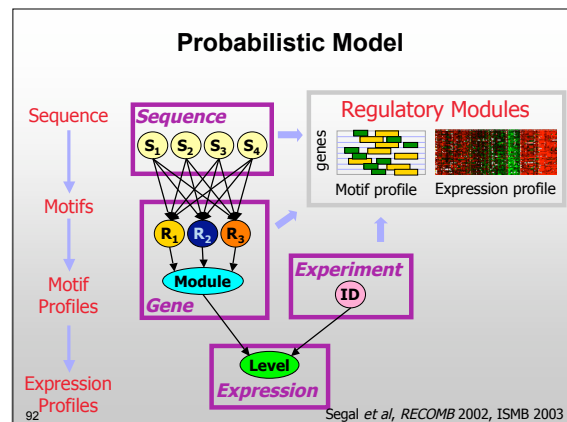 Probabilistic Model
Sequence
Motifs
Motif
Profiles
Expression
Profiles
Sequence
S1 S2 S3 S4
R1 R2 R3
Module
Gene
Experiment
ID
Level
Expression
Regulatory Modules
genes
Motif profile
Expression profile
92
Segal et al, RECOMB 2002, ISMB 2003